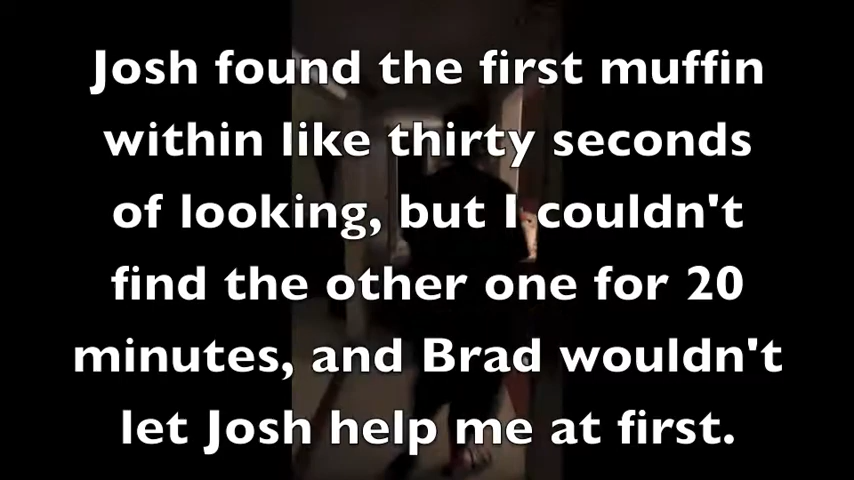 Josh found the first muffin
within like thirty seconds
of looking, but I couldn't
find the other one for 20
minutes, and Brad wouldn't
let Josh help me at first.